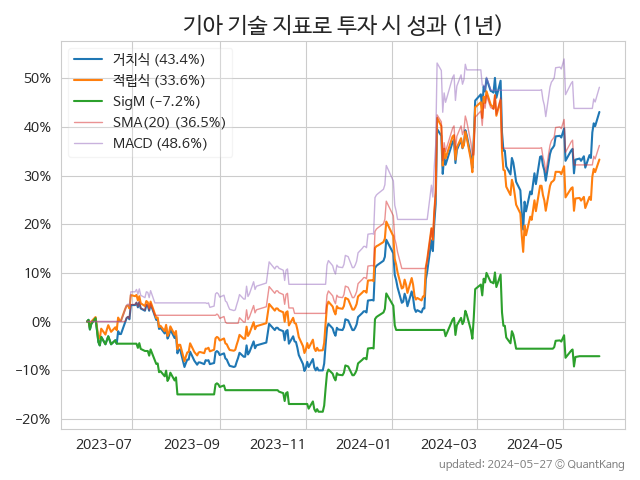 기아 기술 지표로 투자 시 성과 (1년)
거치식 (43.4%)
적립식 (33.6%)
SigM (−7.2%)
SMA(20) (36.5%)
MACD (48.6%)
50%
40%
30%
20%
10%
0%
−10%
−20%
2023-07 2023-09 2023-11 2024-01 2024-03 2024-05
updated: 2024-05-27 ⓒ QuantKang